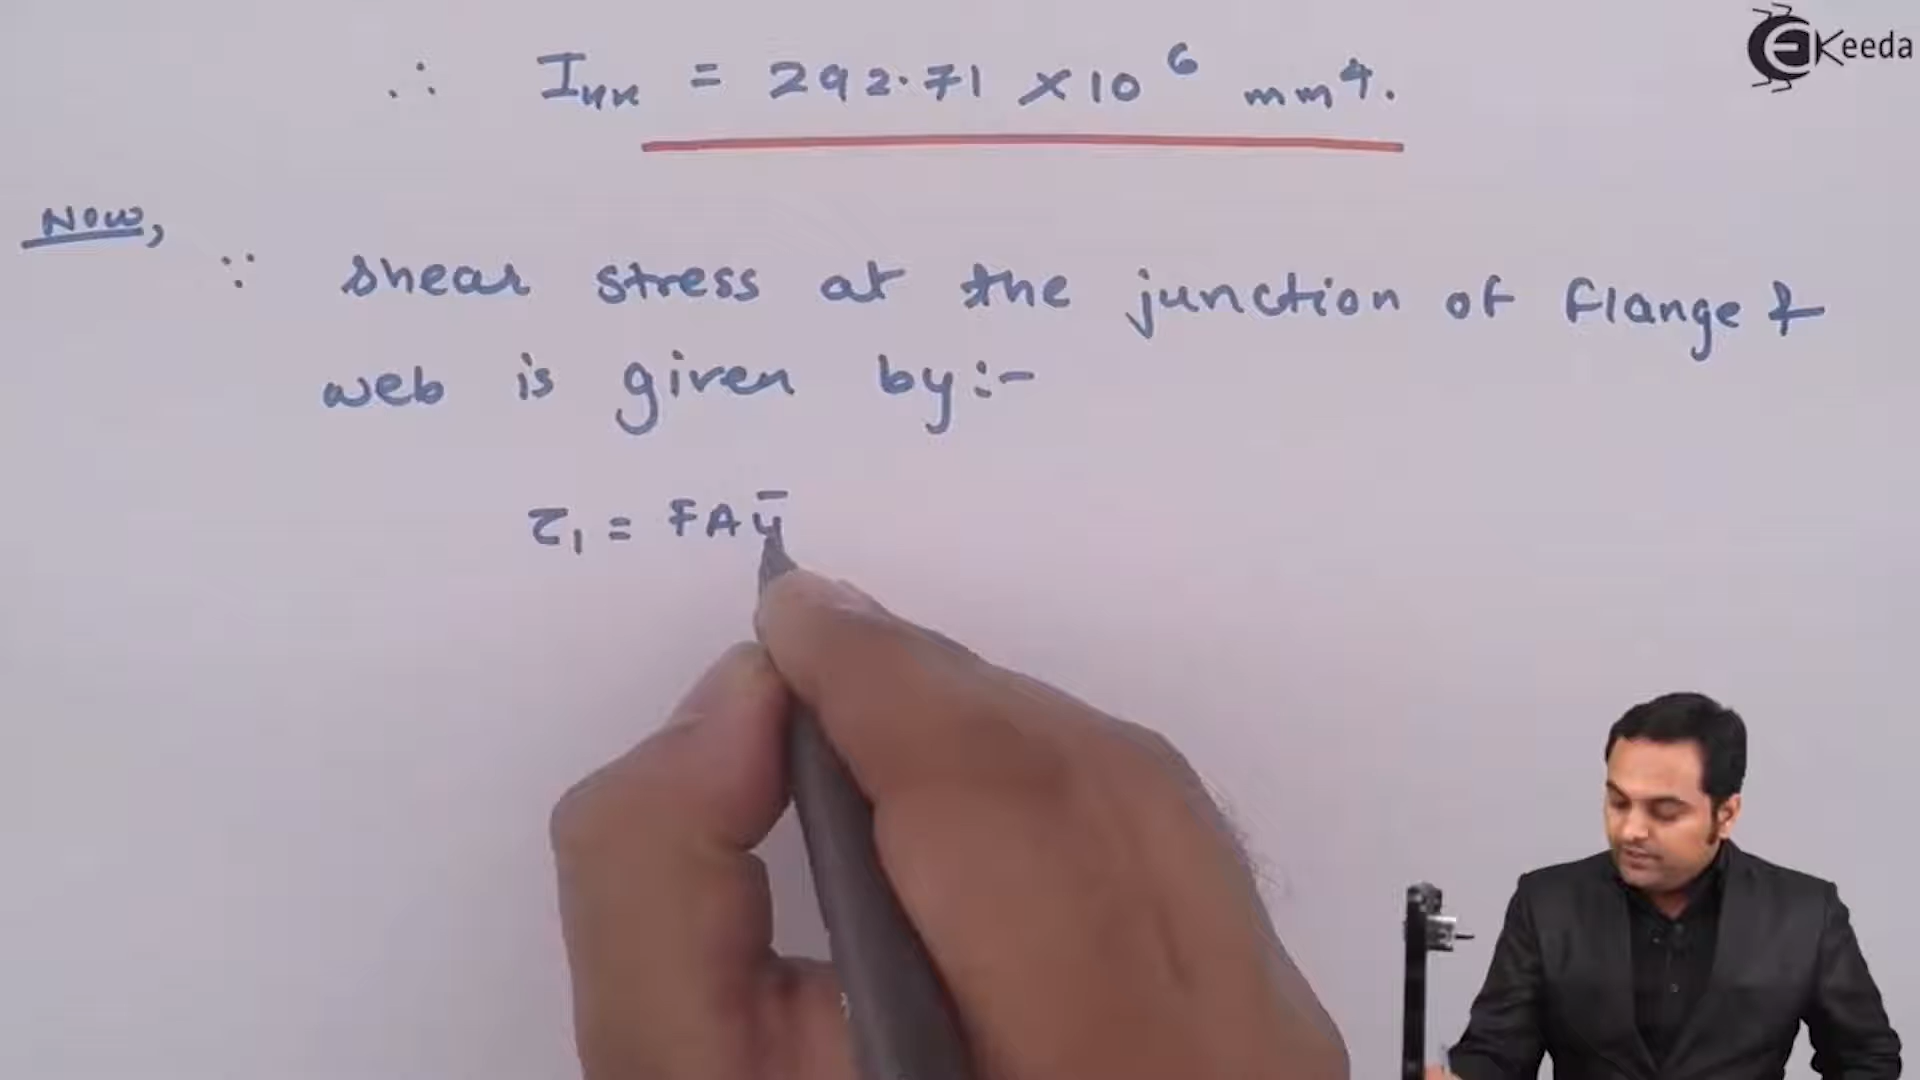 Keeda
∴ Ixx = 292.71 × 10⁶ mm⁴.
Now,
∵ shear stress at the junction of flange &
web is given by:-
τ₁ = FAȳ